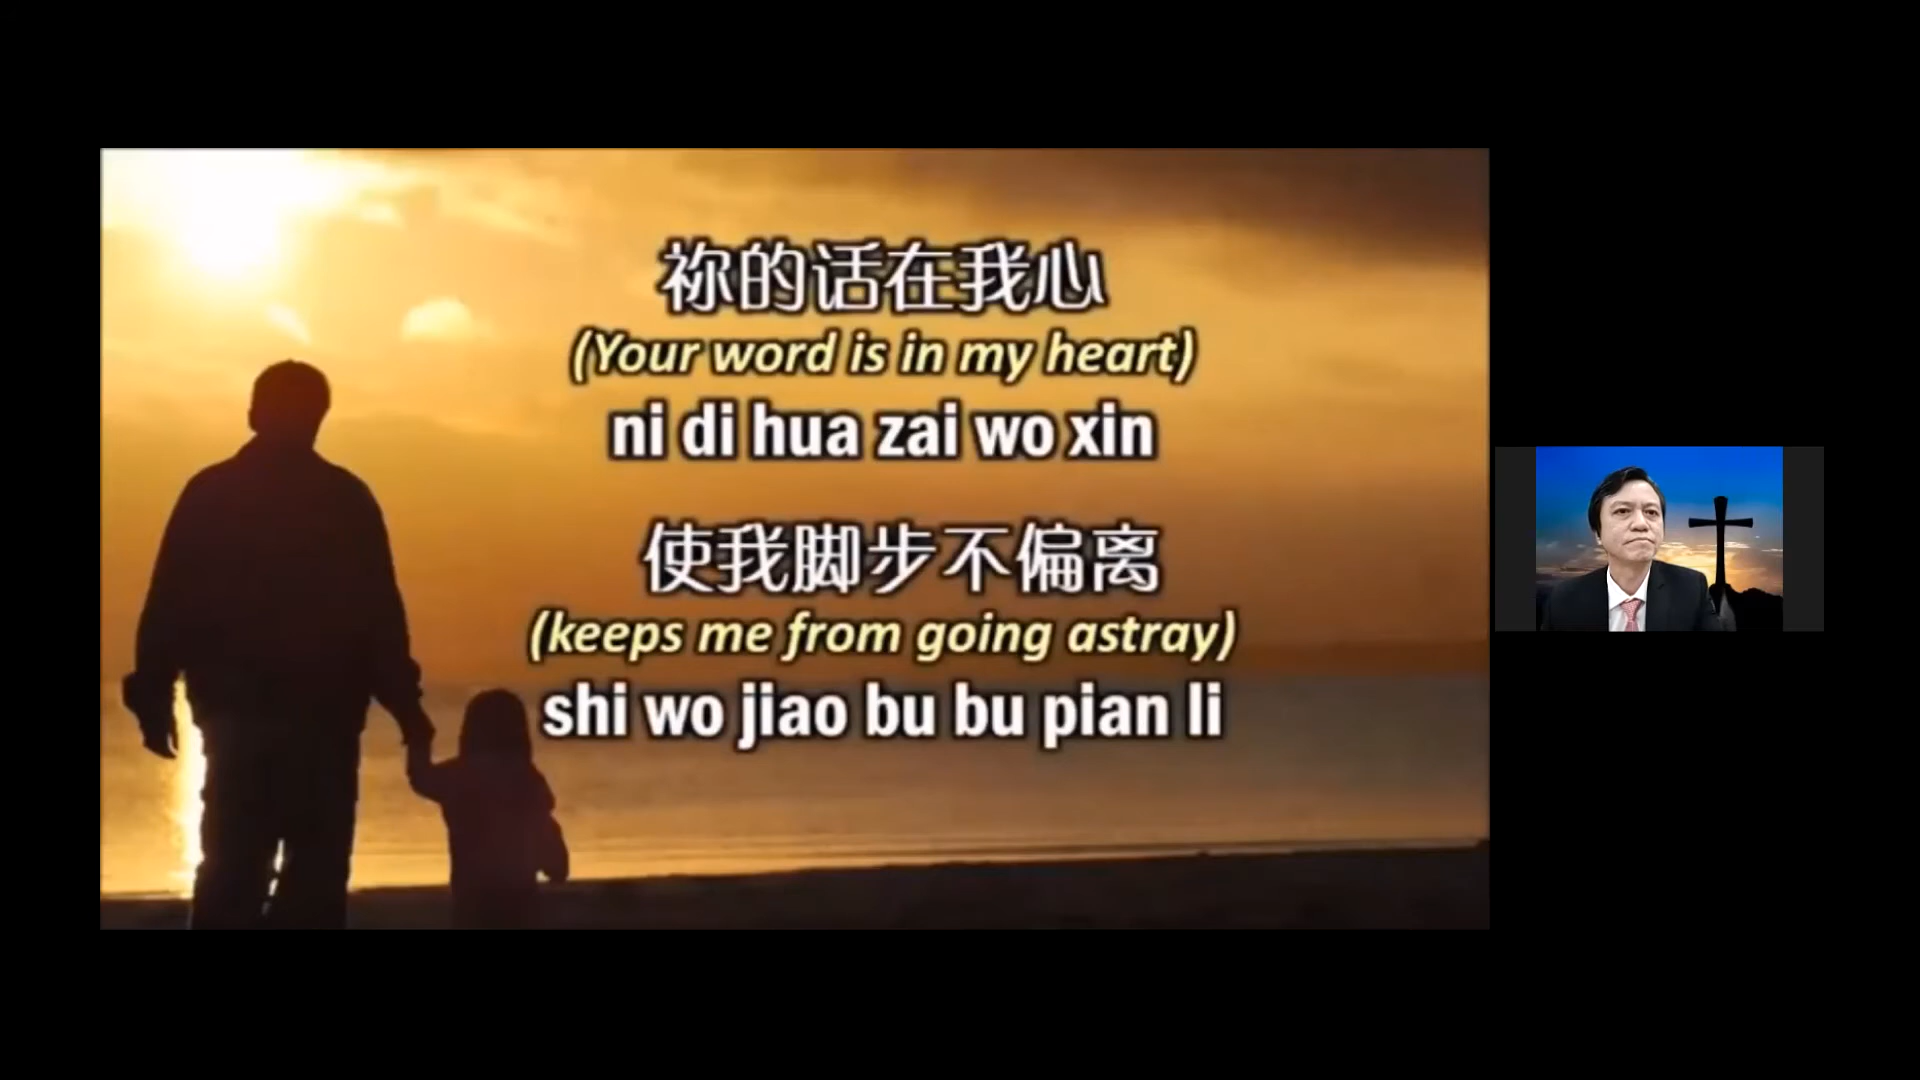 祢的话在我心
(Your word is in my heart)
ni di hua zai wo xin
使我脚步不偏离
(keeps me from going astray)
shi wo jiao bu bu pian li